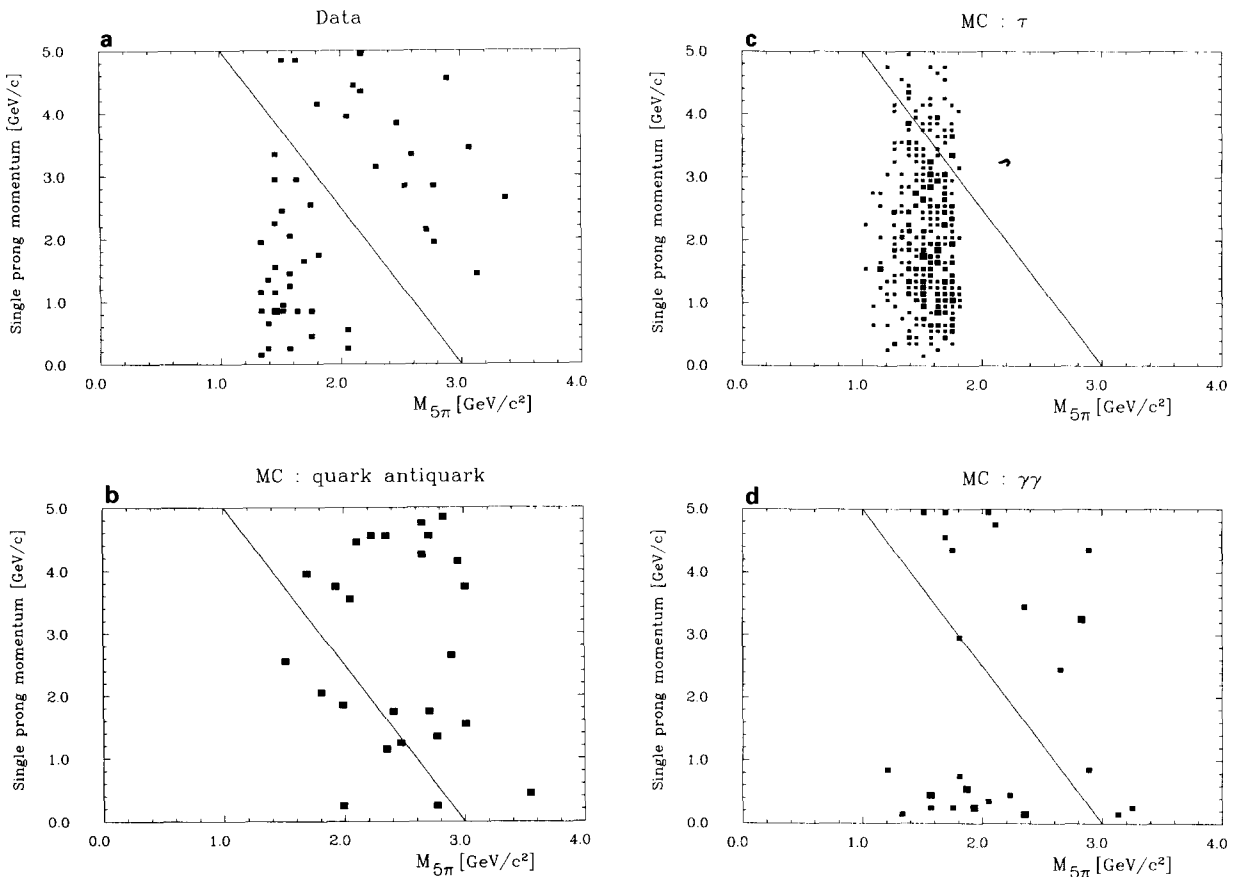 Data
a
Single prong momentum [GeV/c]
5.0
4.0
3.0
2.0
1.0
0.0
0.0 1.0 2.0 3.0 4.0
M5π [GeV/c²]
MC : τ
c
Single prong momentum [GeV/c]
5.0
4.0
3.0
2.0
1.0
0.0
0.0 1.0 2.0 3.0 4.0
M5π [GeV/c²]
MC : quark antiquark
b
Single prong momentum [GeV/c]
5.0
4.0
3.0
2.0
1.0
0.0
0.0 1.0 2.0 3.0 4.0
M5π [GeV/c²]
MC : γγ
d
Single prong momentum [GeV/c]
5.0
4.0
3.0
2.0
1.0
0.0
0.0 1.0 2.0 3.0 4.0
M5π [GeV/c²]